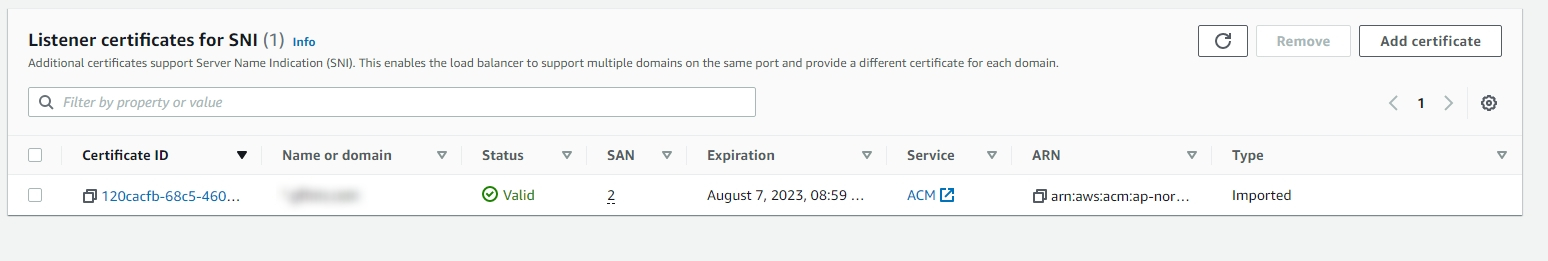 Listener certificates for SNI (1) Info
Remove
Add certificate
Additional certificates support Server Name Indication (SNI). This enables the load balancer to support multiple domains on the same port and provide a different certificate for each domain.
Filter by property or value
1
Certificate ID Name or domain Status SAN Expiration Service ARN Type
120cacfb-68c5-460... Valid 2 August 7, 2023, 08:59 ... ACM arn:aws:acm:ap-nor... Imported